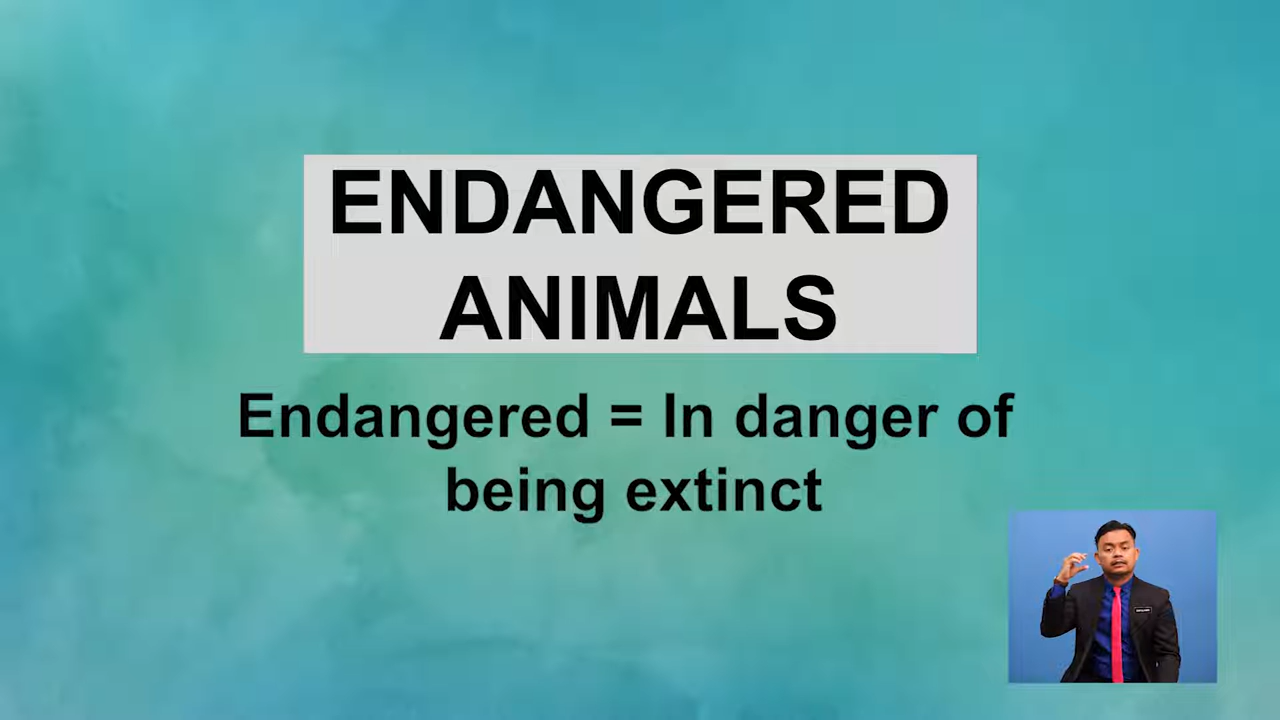 ENDANGERED
ANIMALS
Endangered = In danger of
being extinct